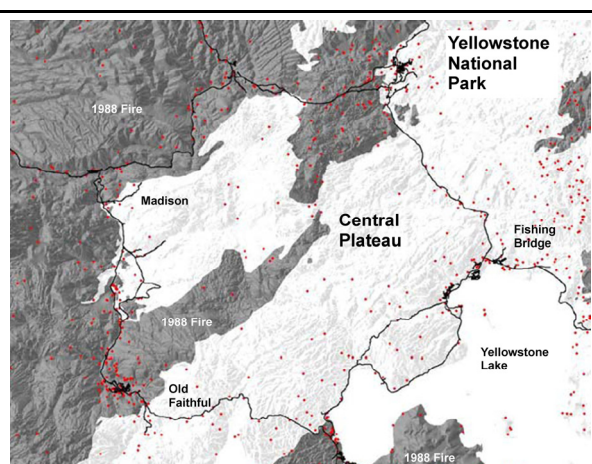 Yellowstone
National
Park
1988 Fire
Madison
Central
Plateau
Fishing
Bridge
1988 Fire
Yellowstone
Lake
Old
Faithful
1988 Fire